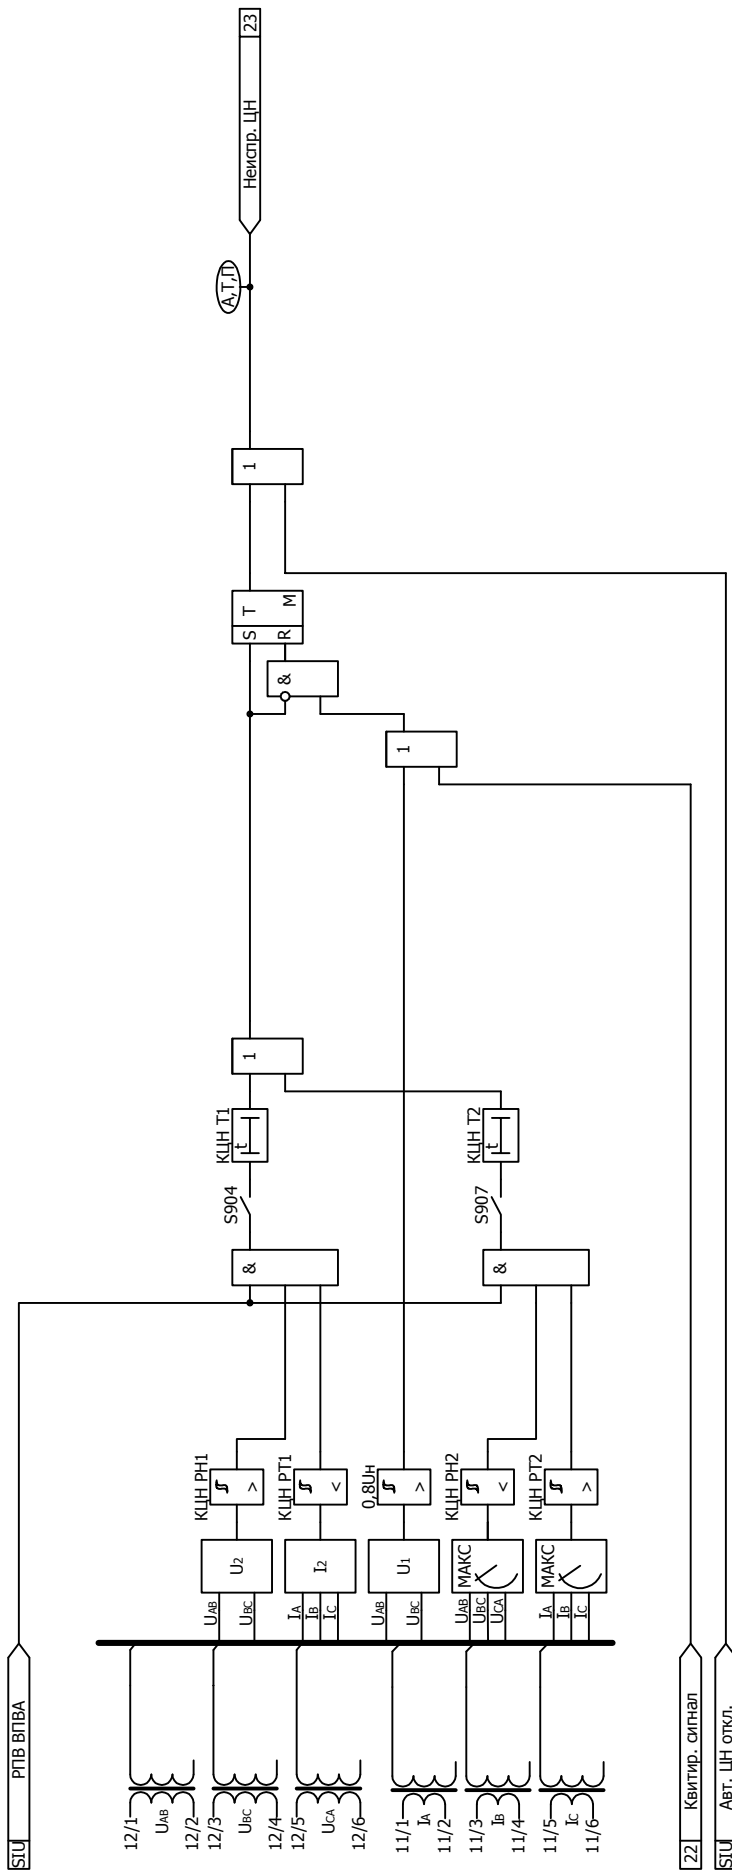 SIU РПВ ВПВА
12/1
UAB
12/2
12/3
UBC
12/4
12/5
UCA
12/6
11/1
IA
11/2
11/3
IB
11/4
11/5
IC
11/6
22 Квитир. сигнал
SIU Авт. ЦН откл.
UAB
UBC
U2
КЦН РН1
>
IA
IB
IC
I2
КЦН РТ1
<
UAB
UBC
U1
0,8Uн
>
UAB
UBC
UCA
МАКС
КЦН РН2
<
IA
IB
IC
МАКС
КЦН РТ2
>
&
S904
КЦН T1
t
&
S907
КЦН T2
t
1
1
&
S T
R M
1
А,Т,П
Неиспр. ЦН 23